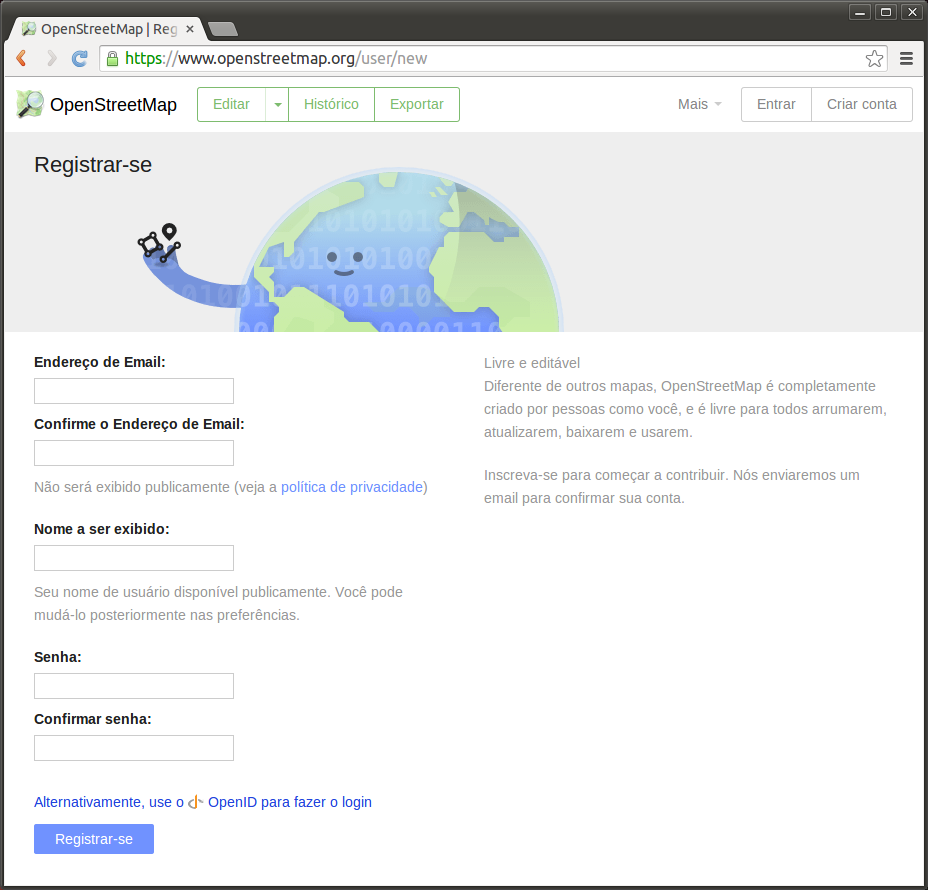 OpenStreetMap | Reg
https://www.openstreetmap.org/user/new
OpenStreetMap
Editar
Histórico
Exportar
Mais
Entrar
Criar conta
Registrar-se
Endereço de Email:
Confirme o Endereço de Email:
Não será exibido publicamente (veja a política de privacidade)
Nome a ser exibido:
Seu nome de usuário disponível publicamente. Você pode
mudá-lo posteriormente nas preferências.
Senha:
Confirmar senha:
Alternativamente, use o OpenID para fazer o login
Registrar-se
Livre e editável
Diferente de outros mapas, OpenStreetMap é completamente
criado por pessoas como você, e é livre para todos arrumarem,
atualizarem, baixarem e usarem.
Inscreva-se para começar a contribuir. Nós enviaremos um
email para confirmar sua conta.